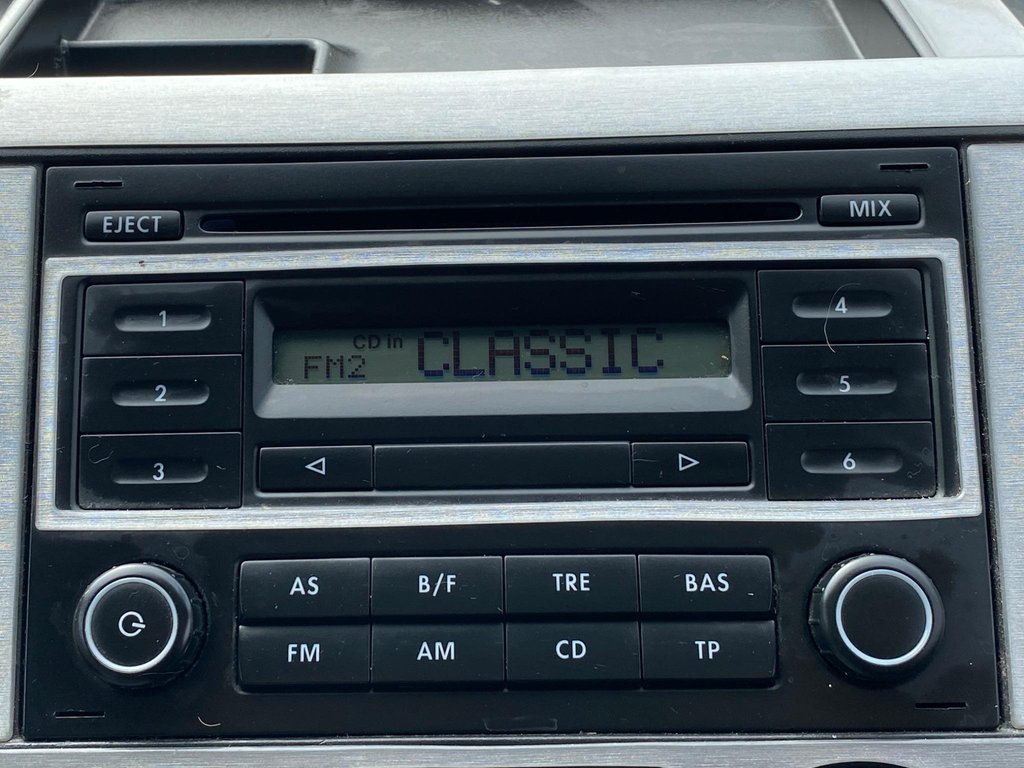 EJECT MIX
1 CD In CLASSIC 4
FM2
2 5
3 ◁ ▷ 6
AS B/F TRE BAS
FM AM CD TP